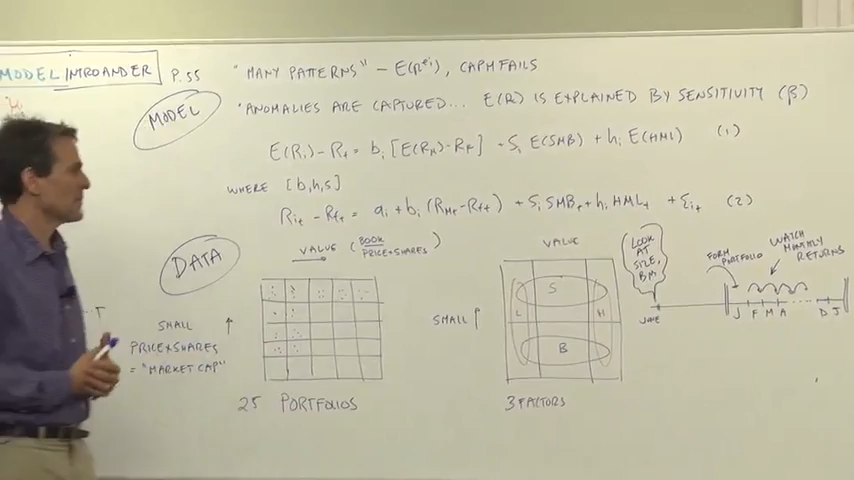 MODEL INTRO AND ER P. 55 "MANY PATTERNS" – E(Rᵉⁱ), CAPM FAILS
MODEL
"ANOMALIES ARE CAPTURED... E(R) IS EXPLAINED BY SENSITIVITY (β)
E(Ri) – Rf = bi [E(RM) – RF] + Si E(SMB) + hi E(HMI) (1)
WHERE [b,h,s]
Rit – Rft = ai + bi (RMt – Rft) + Si SMBt + hi HMLt + εit (2)
DATA
VALUE ( BOOK
PRICE×SHARES )
VALUE
LOOK
AT
SIZE,
BM
FORM
PORTFOLIO
WATCH
MONTHLY
RETURNS
SMALL ↑
PRICE×SHARES
= "MARKET CAP"
SMALL ↑
S
L
H
B
JUNE
J F M A ... D J
25 PORTFOLIOS
3 FACTORS